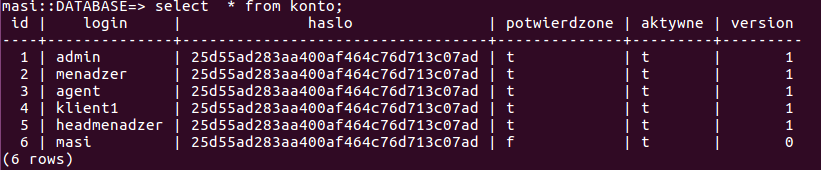 masi::DATABASE=> select  * from konto;
 id |    login     |              haslo               | potwierdzone | aktywne | version
----+--------------+----------------------------------+--------------+---------+---------
  1 | admin        | 25d55ad283aa400af464c76d713c07ad | t            | t       |       1
  2 | menadzer     | 25d55ad283aa400af464c76d713c07ad | t            | t       |       1
  3 | agent        | 25d55ad283aa400af464c76d713c07ad | t            | t       |       1
  4 | klient1      | 25d55ad283aa400af464c76d713c07ad | t            | t       |       1
  5 | headmenadzer | 25d55ad283aa400af464c76d713c07ad | t            | t       |       1
  6 | masi         | 25d55ad283aa400af464c76d713c07ad | f            | t       |       0
(6 rows)